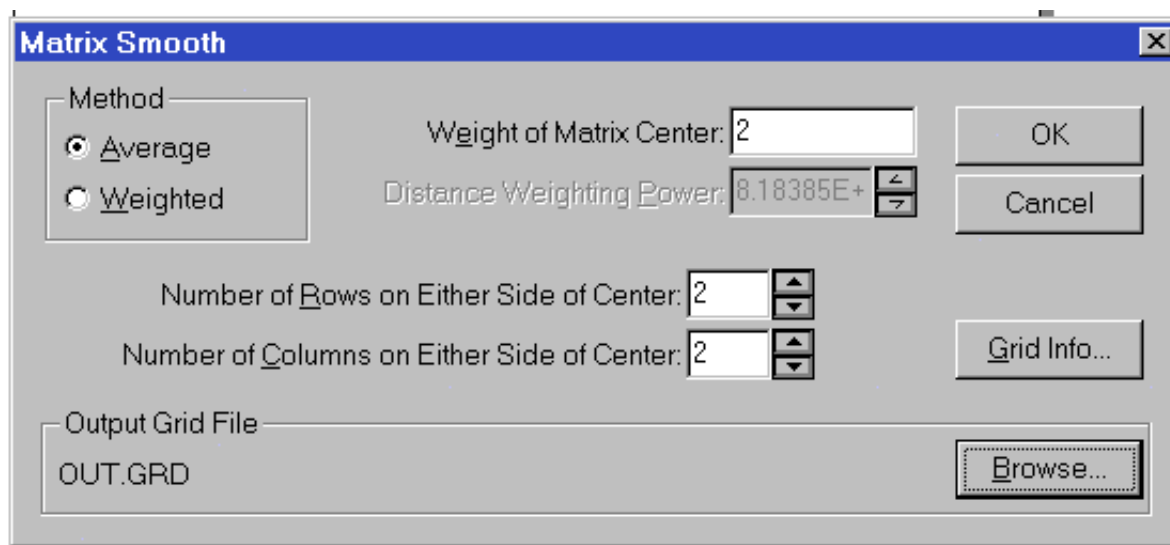 Matrix Smooth
Method
Average
Weighted
Weight of Matrix Center: 2
Distance Weighting Power: 8.18385E+
OK
Cancel
Number of Rows on Either Side of Center: 2
Number of Columns on Either Side of Center: 2
Grid Info...
Output Grid File
OUT.GRD
Browse...